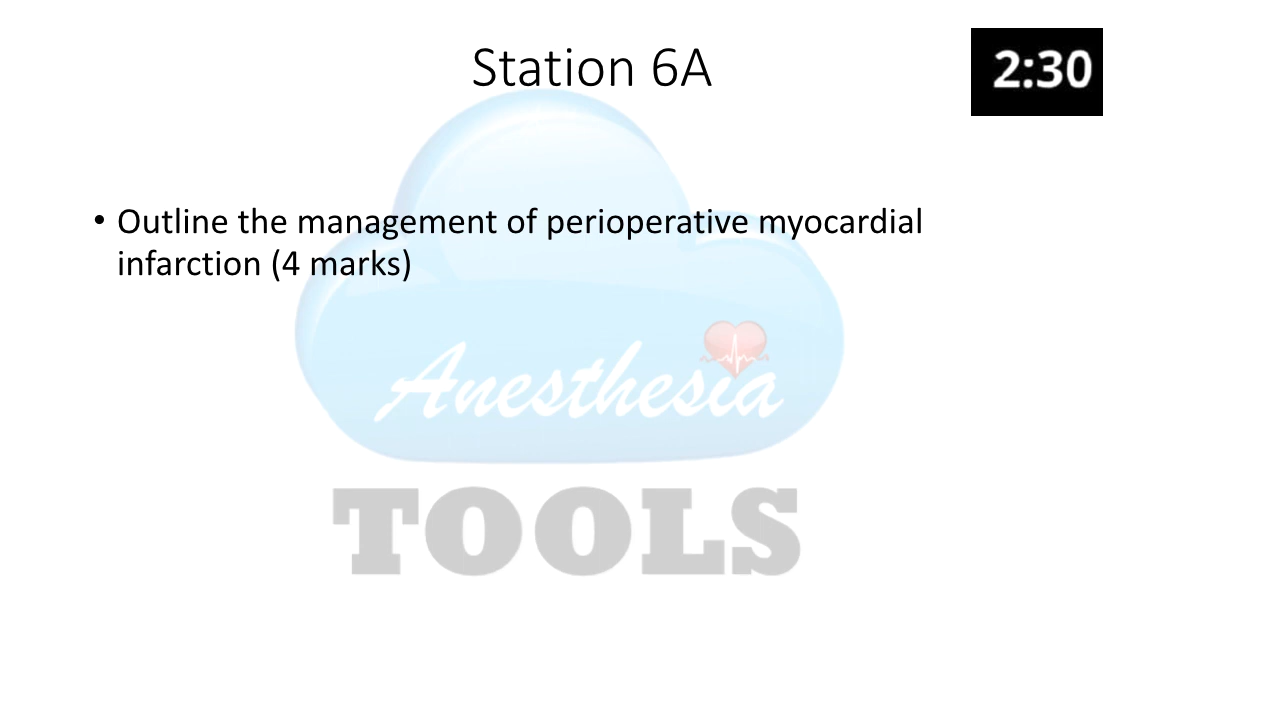 Station 6A
2:30
• Outline the management of perioperative myocardial
infarction (4 marks)
Anesthesia
TOOLS